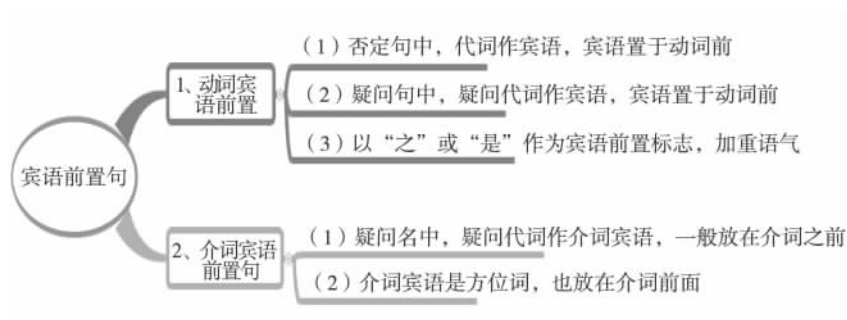 宾语前置句
1、动词宾
语前置
（1）否定句中，代词作宾语，宾语置于动词前
（2）疑问句中，疑问代词作宾语，宾语置于动词前
（3）以“之”或“是”作为宾语前置标志，加重语气
2、介词宾语
前置句
（1）疑问名中，疑问代词作介词宾语，一般放在介词之前
（2）介词宾语是方位词，也放在介词前面